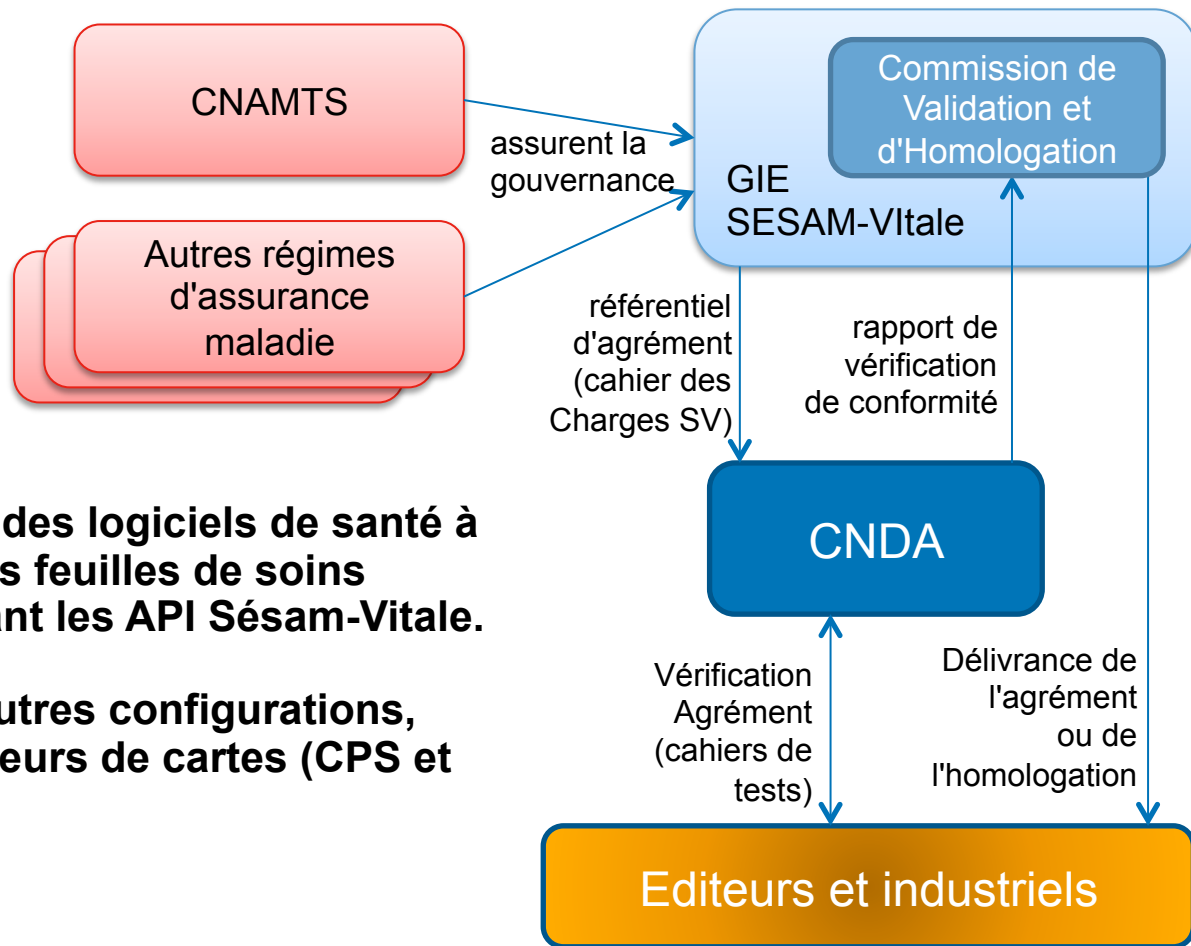 CNAMTS
Commission de
Validation et
d'Homologation
assurent la
gouvernance
GIE
SESAM-VItale
Autres régimes
d'assurance
maladie
référentiel
d'agrément
(cahier des
Charges SV)
rapport de
vérification
de conformité
des logiciels de santé à
s feuilles de soins
ant les API Sésam-Vitale.
utres configurations,
eurs de cartes (CPS et
CNDA
Vérification
Agrément
(cahiers de
tests)
Délivrance de
l'agrément
ou de
l'homologation
Editeurs et industriels